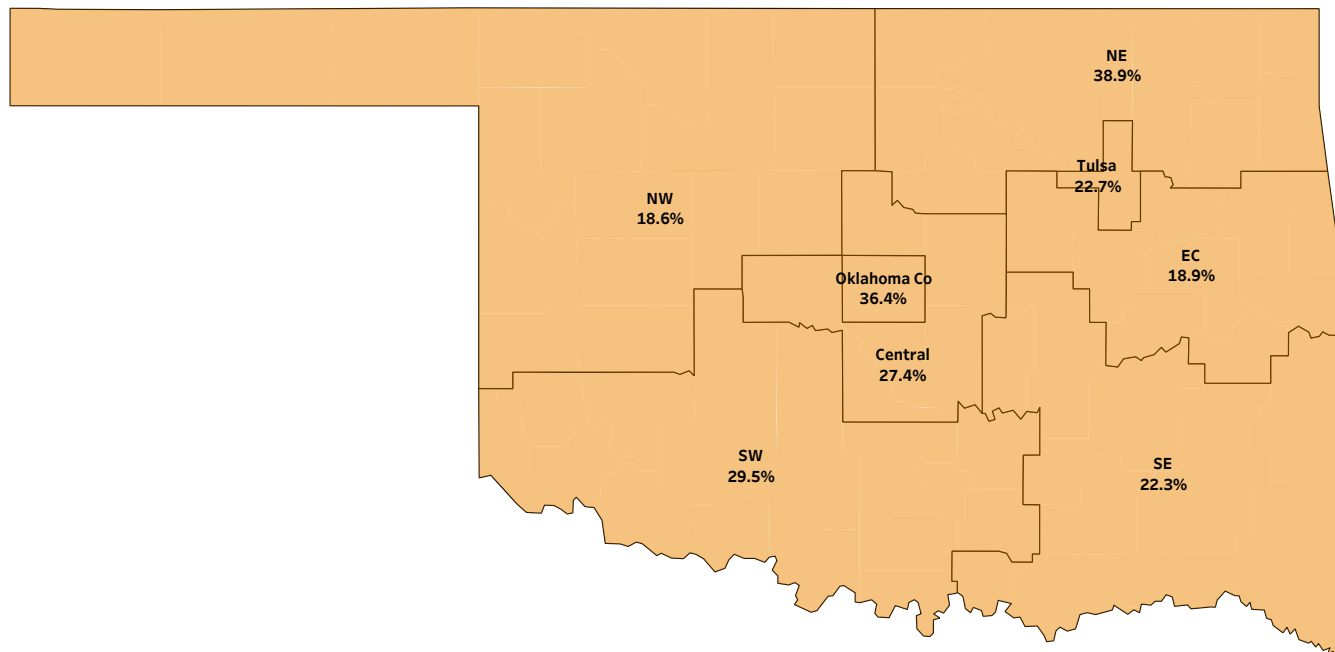 NE
38.9%
Tulsa
22.7%
NW
18.6%
EC
18.9%
Oklahoma Co
36.4%
Central
27.4%
SW
29.5%
SE
22.3%